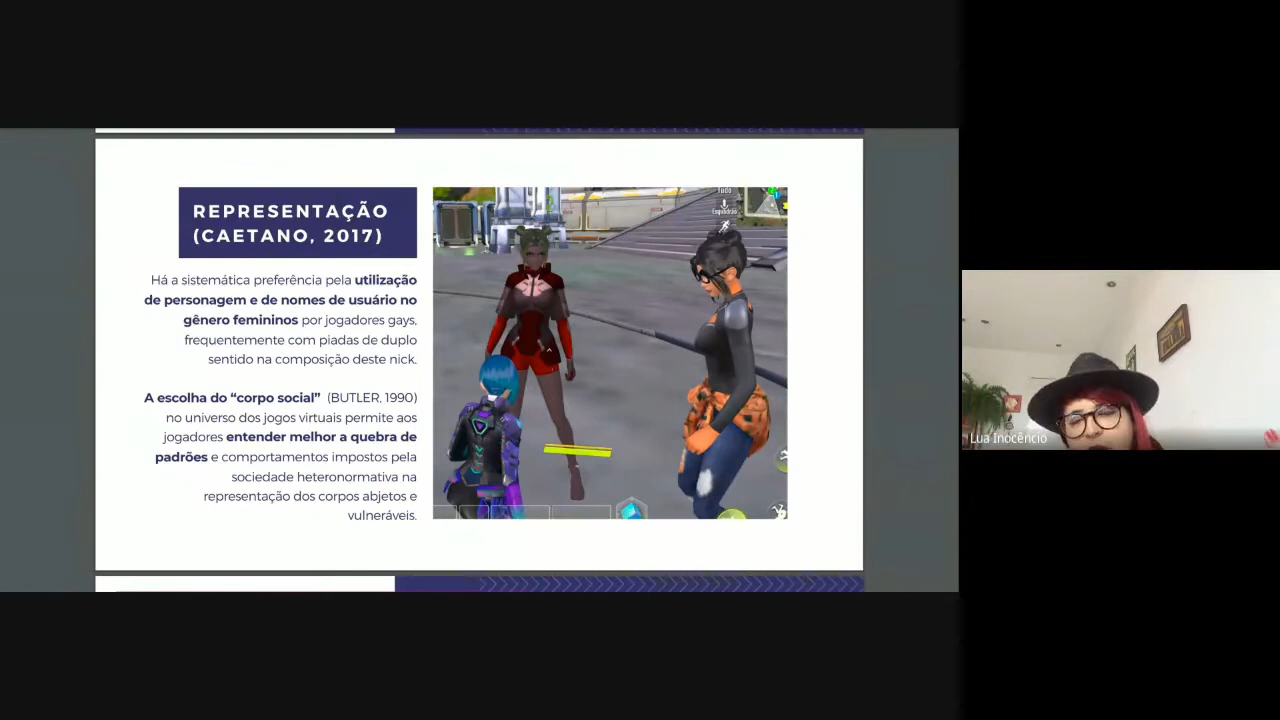 REPRESENTAÇÃO
(CAETANO, 2017)
Há a sistemática preferência pela utilização
de personagem e de nomes de usuário no
gênero femininos por jogadores gays,
frequentemente com piadas de duplo
sentido na composição deste nick.
A escolha do “corpo social” (BUTLER, 1990)
no universo dos jogos virtuais permite aos
jogadores entender melhor a quebra de
padrões e comportamentos impostos pela
sociedade heteronormativa na
representação dos corpos abjetos e
vulneráveis.
Tudo
Esquadrão
Lua Inocêncio